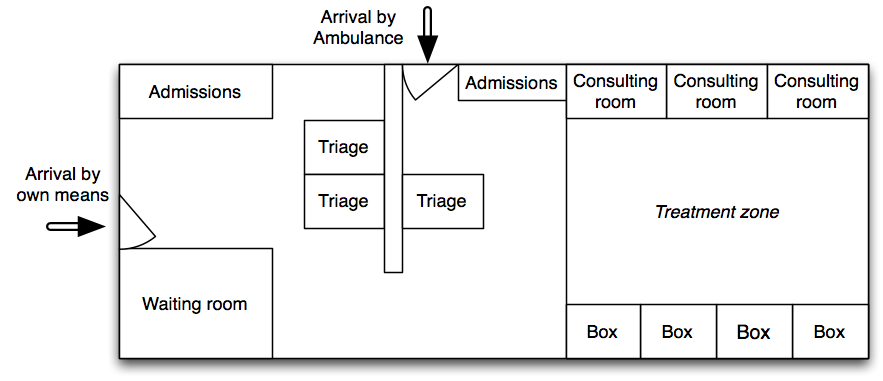 Arrival by
Ambulance
Admissions
Admissions
Consulting
room
Consulting
room
Consulting
room
Triage
Arrival by
own means
Triage
Triage
Treatment zone
Waiting room
Box
Box
Box
Box